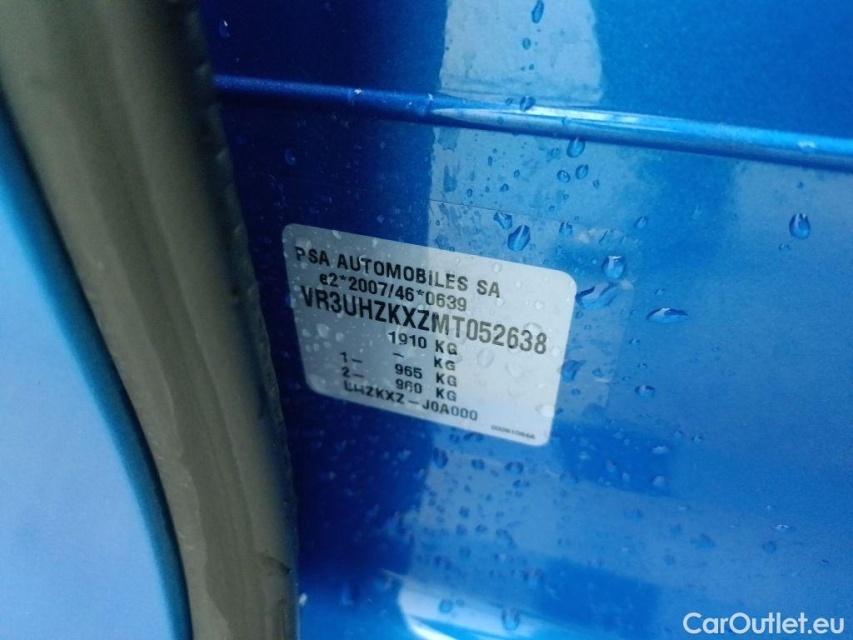 PSA AUTOMOBILES SA
e2*2007/46*0639
VR3UHZKXZMT052638
1910 KG
- KG
1- 965 KG
2- 960 KG
UHZKXZ-J0A000
CarOutlet.eu